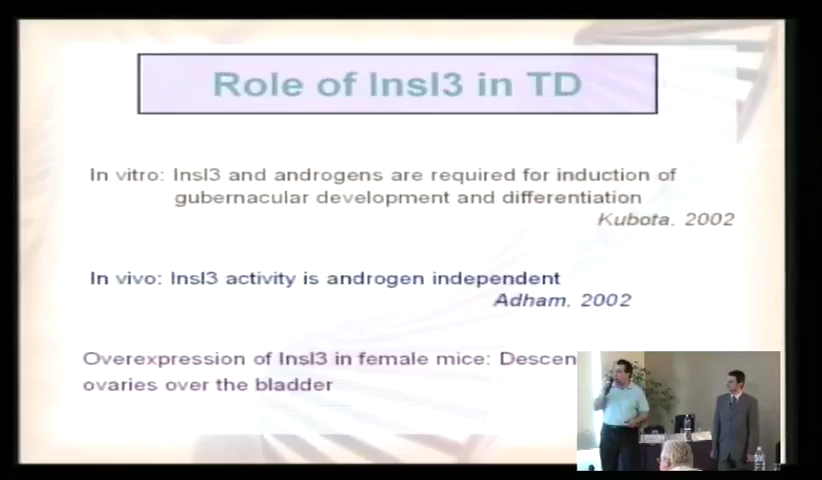 Role of Insl3 in TD
In vitro: Insl3 and androgens are required for induction of
gubernacular development and differentiation
Kubota, 2002
In vivo: Insl3 activity is androgen independent
Adham, 2002
Overexpression of Insl3 in female mice:
ovaries over the bladder